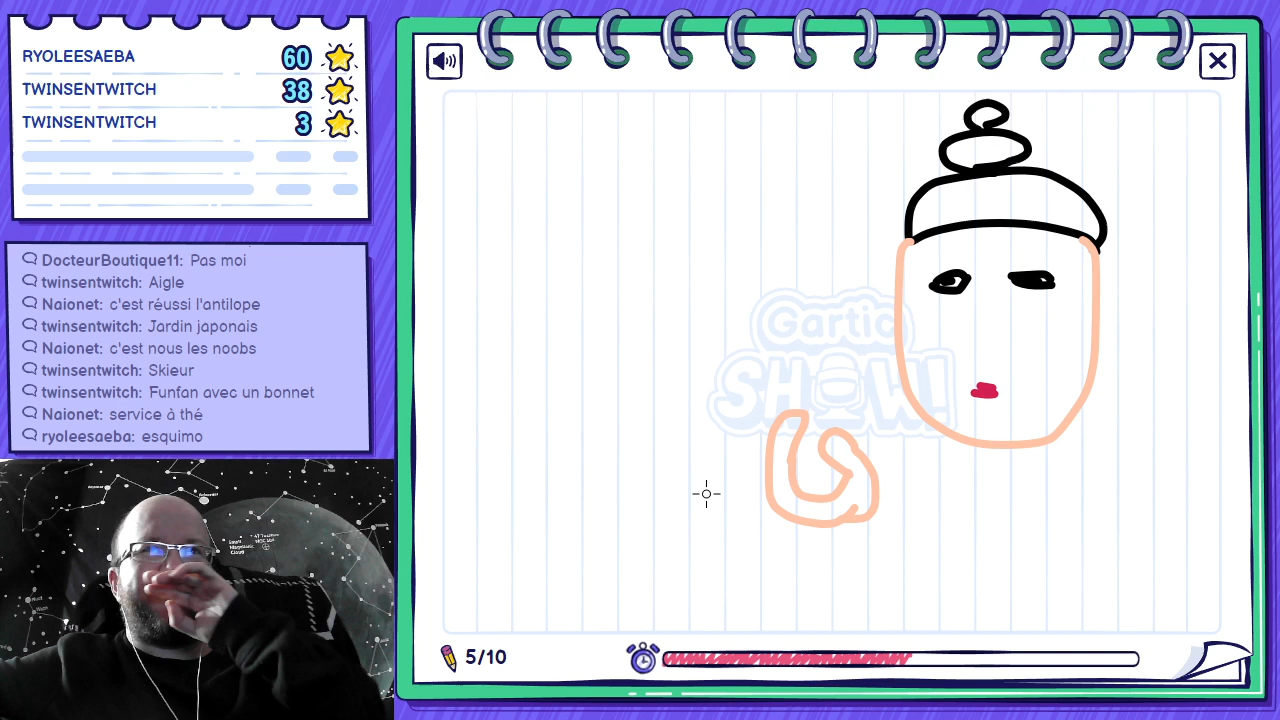 RYOLEESAEBA 60
TWINSENTWITCH 38
TWINSENTWITCH 3
DocteurBoutique11: Pas moi
twinsentwitch: Aigle
Naionet: c'est réussi l'antilope
twinsentwitch: Jardin japonais
Naionet: c'est nous les noobs
twinsentwitch: Skieur
twinsentwitch: Funfan avec un bonnet
Naionet: service à thé
ryoleesaeba: esquimo
Gartic
SHOW!
5/10